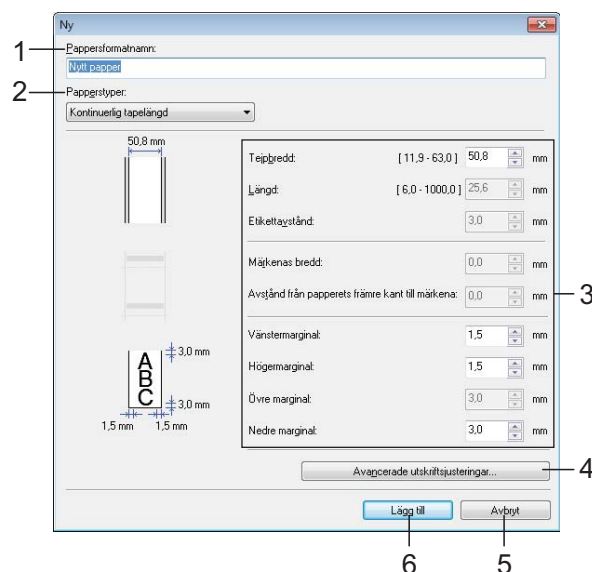 Ny
1
Pappersformatnamn:
Nytt papper
2
Papperstyper:
Kontinuerlig tapelängd
50,8 mm
Tejpbredd: [ 11,9 - 63,0 ] 50,8 mm
Längd: [ 6,0 - 1000,0 ] 25,6 mm
Etikettavstånd: 3,0 mm
Märkenas bredd: 0,0 mm
Avstånd från papperets främre kant till märkena: 0,0 mm
3
Vänstermarginal: 1,5 mm
Högermarginal: 1,5 mm
Övre marginal: 3,0 mm
Nedre marginal: 3,0 mm
A
B
C
3,0 mm
3,0 mm
1,5 mm 1,5 mm
Avancerade utskriftsjusteringar...
4
Lägg till
Avbryt
6
5